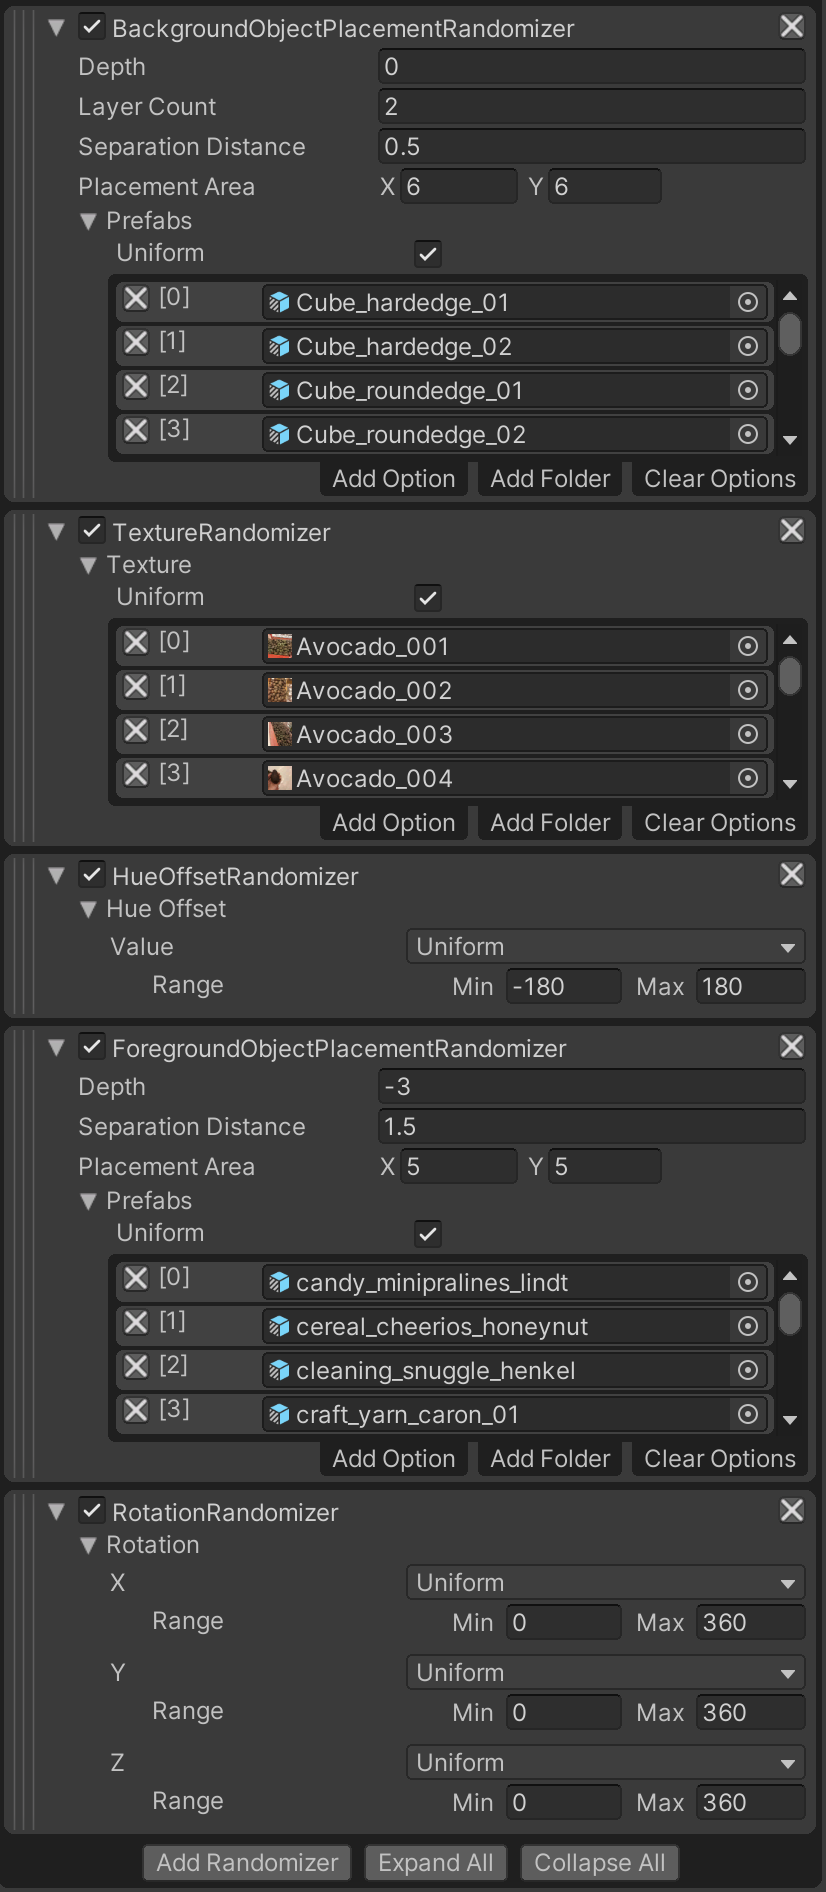 BackgroundObjectPlacementRandomizer
Depth 0
Layer Count 2
Separation Distance 0.5
Placement Area X 6 Y 6
Prefabs
Uniform
[0] Cube_hardedge_01
[1] Cube_hardedge_02
[2] Cube_roundedge_01
[3] Cube_roundedge_02
Add Option Add Folder Clear Options
TextureRandomizer
Texture
Uniform
[0] Avocado_001
[1] Avocado_002
[2] Avocado_003
[3] Avocado_004
Add Option Add Folder Clear Options
HueOffsetRandomizer
Hue Offset
Value Uniform
Range Min -180 Max 180
ForegroundObjectPlacementRandomizer
Depth -3
Separation Distance 1.5
Placement Area X 5 Y 5
Prefabs
Uniform
[0] candy_minipralines_lindt
[1] cereal_cheerios_honeynut
[2] cleaning_snuggle_henkel
[3] craft_yarn_caron_01
Add Option Add Folder Clear Options
RotationRandomizer
Rotation
X Uniform
Range Min 0 Max 360
Y Uniform
Range Min 0 Max 360
Z Uniform
Range Min 0 Max 360
Add Randomizer Expand All Collapse All